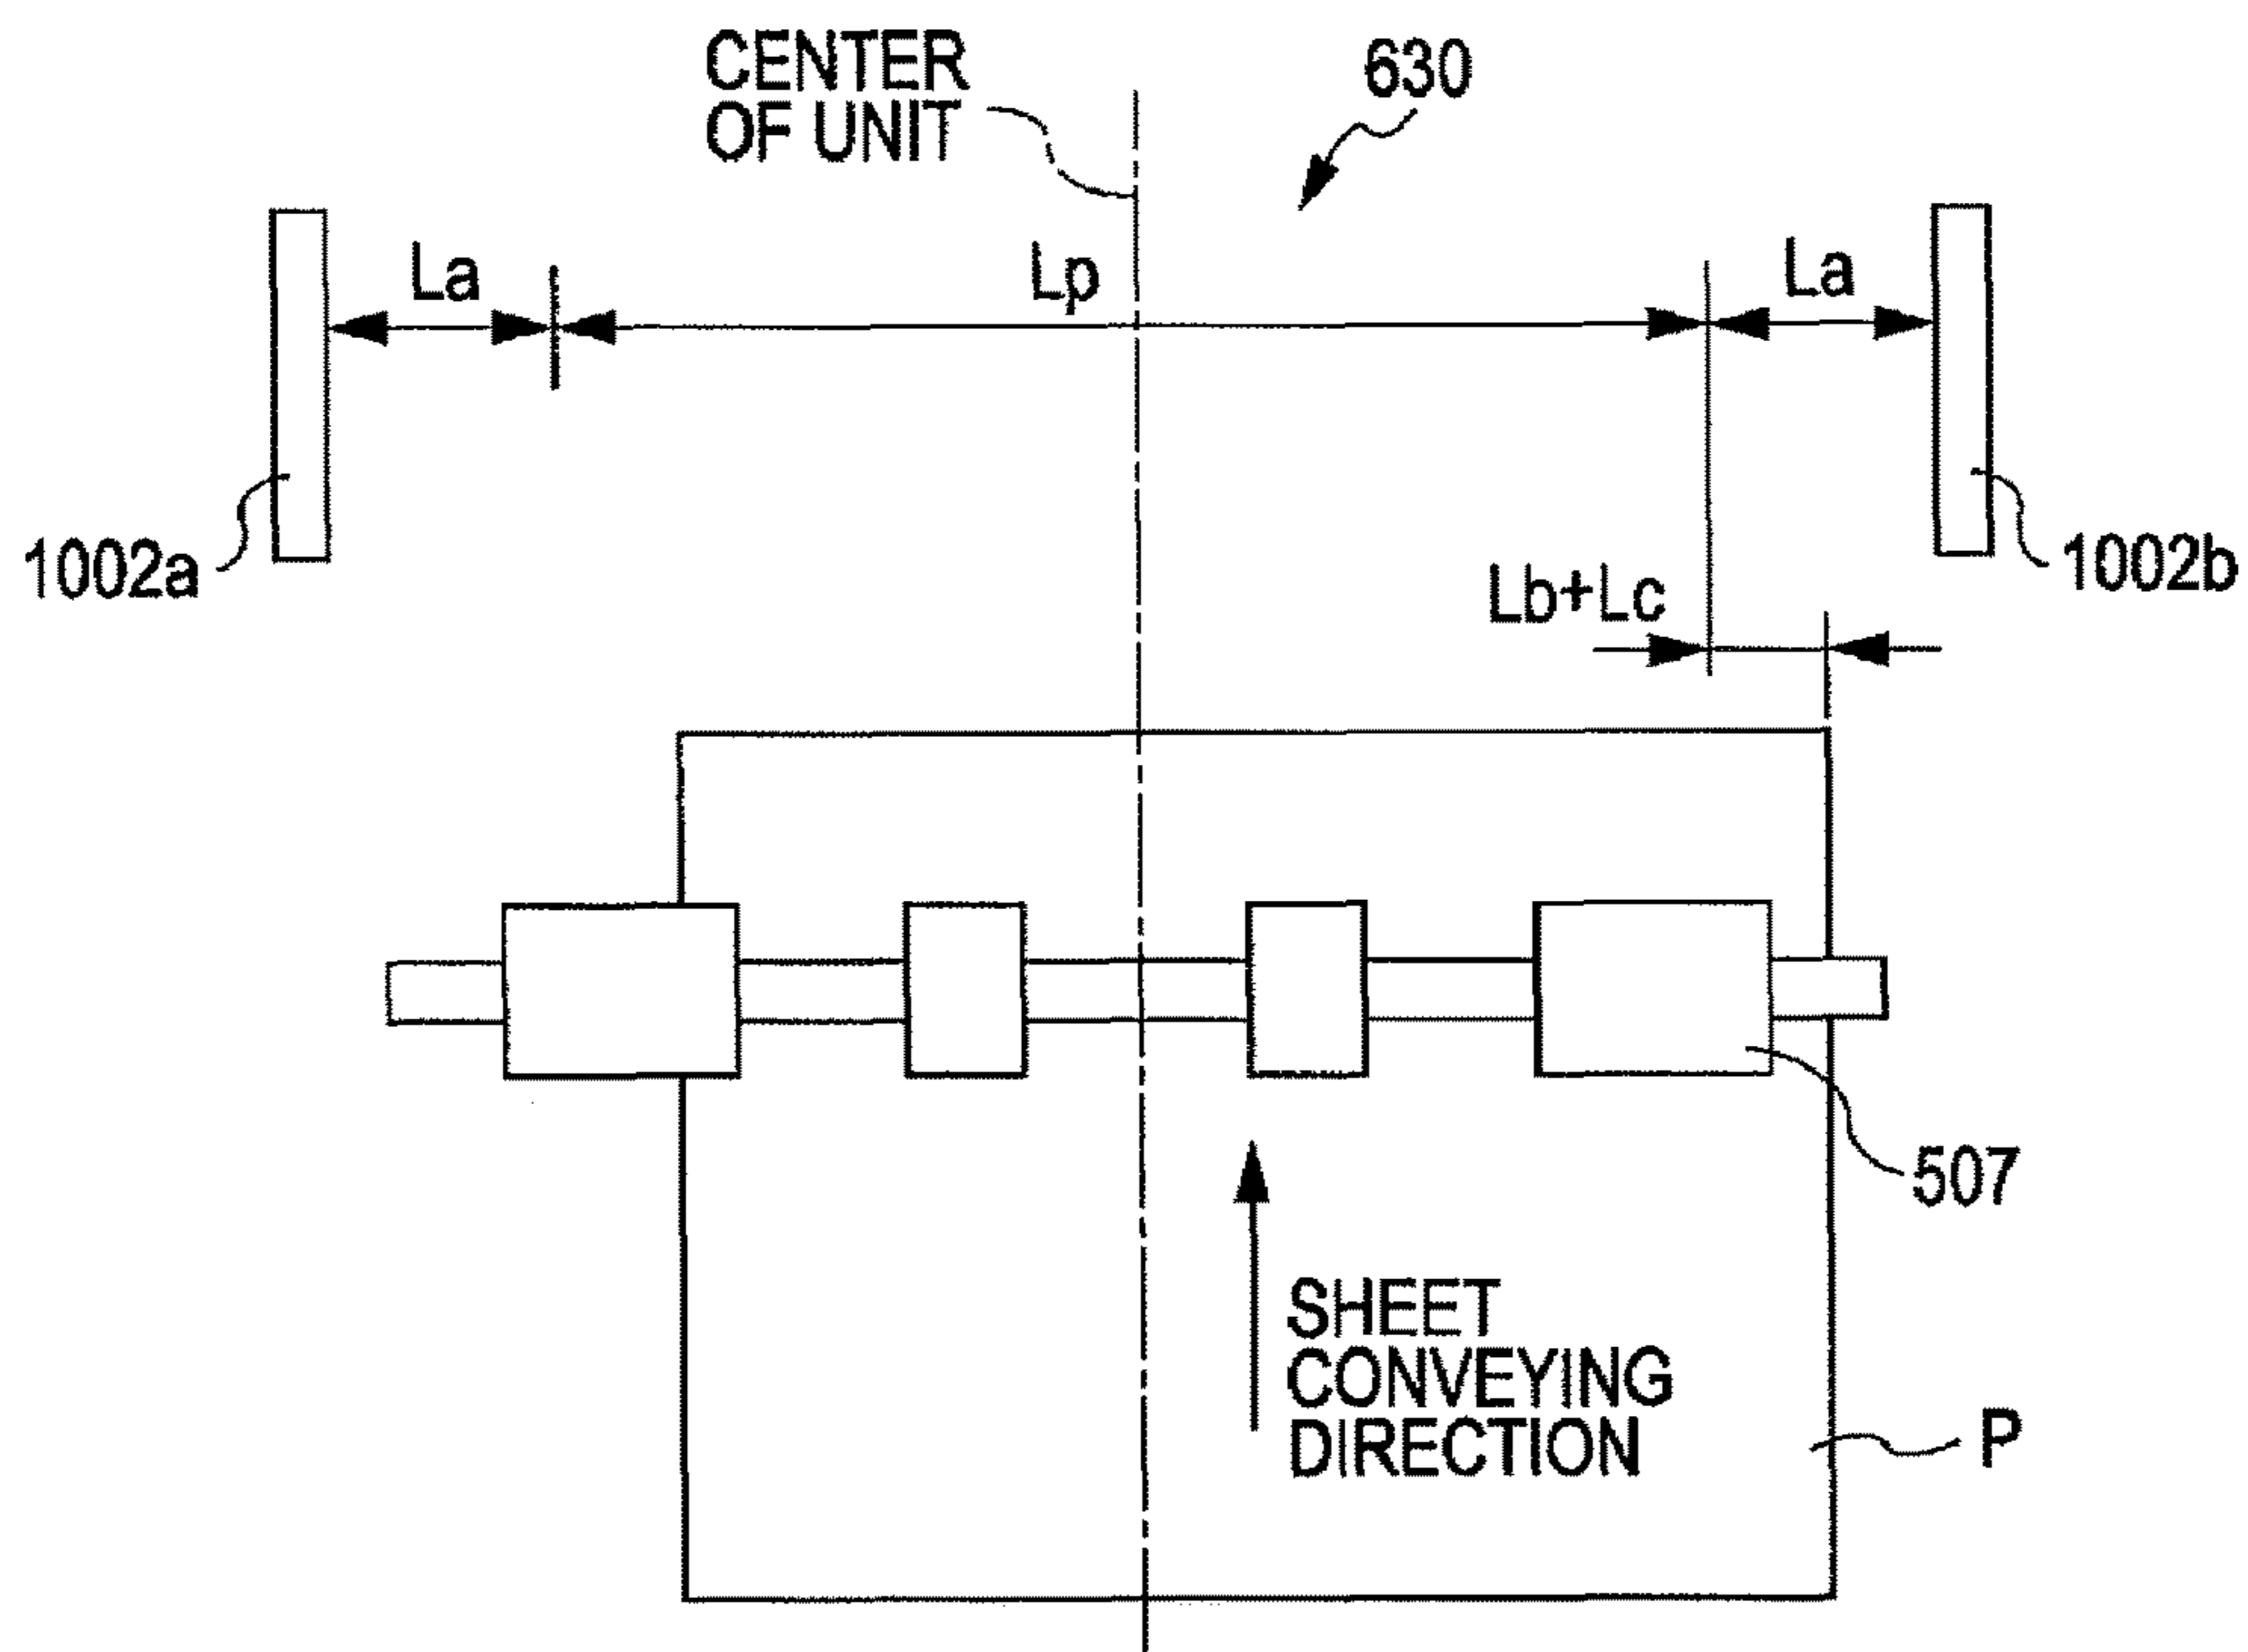 CENTER
OF UNIT
630
La
Lp
La
1002a
1002b
Lb+Lc
507
SHEET
CONVEYING
DIRECTION
P